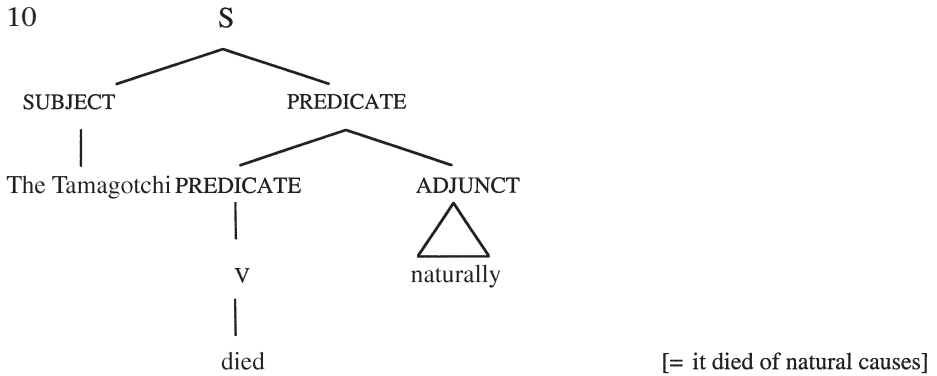 10 S
SUBJECT PREDICATE
The Tamagotchi PREDICATE ADJUNCT
V naturally
died [= it died of natural causes]